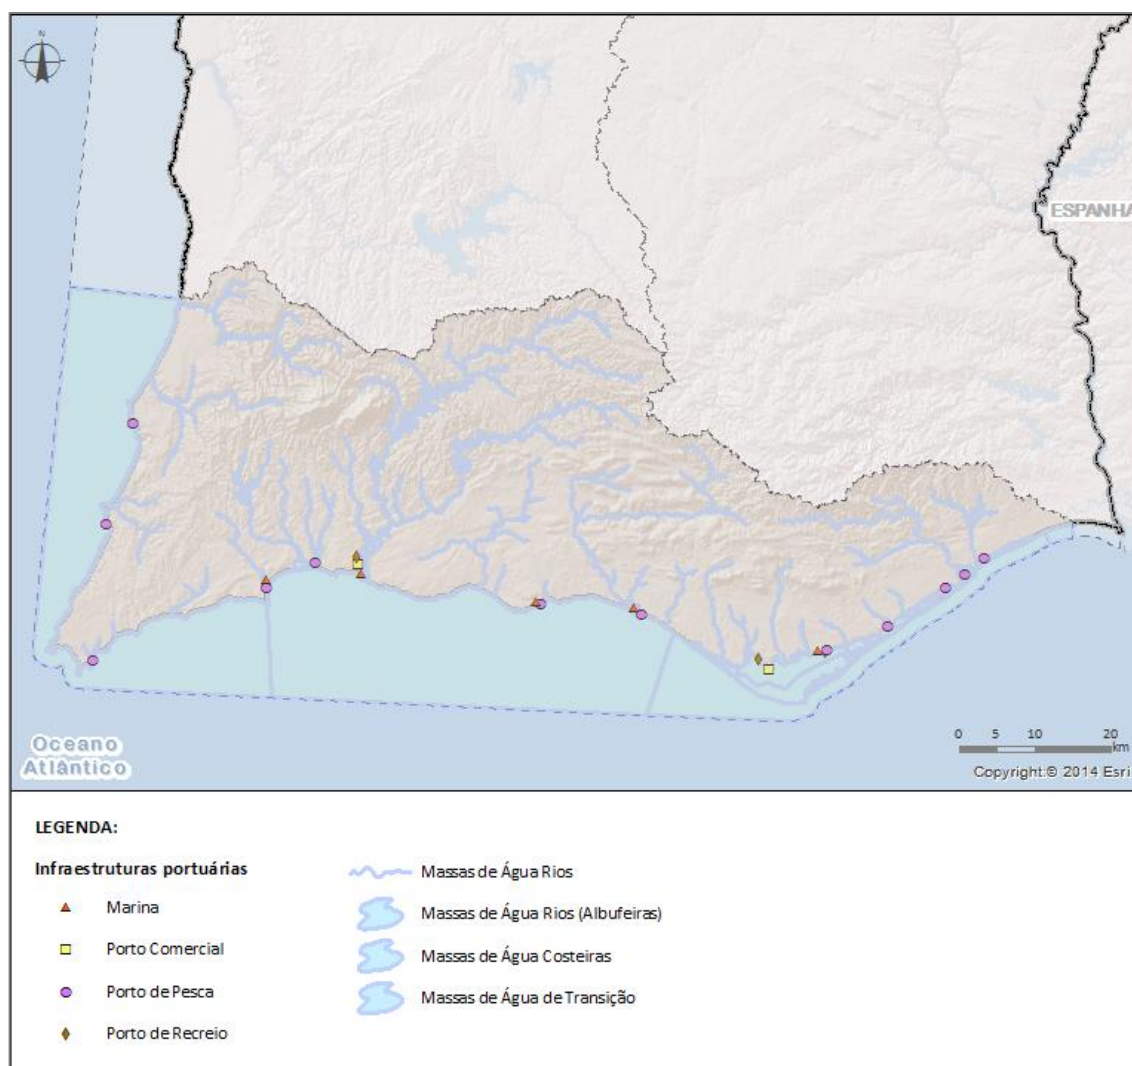 N
ESPANHA
Oceano
Atlântico
0 5 10 20
km
Copyright:© 2014 Esri
LEGENDA:
Infraestruturas portuárias
Marina
Porto Comercial
Porto de Pesca
Porto de Recreio
Massas de Água Rios
Massas de Água Rios (Albufeiras)
Massas de Água Costeiras
Massas de Água de Transição